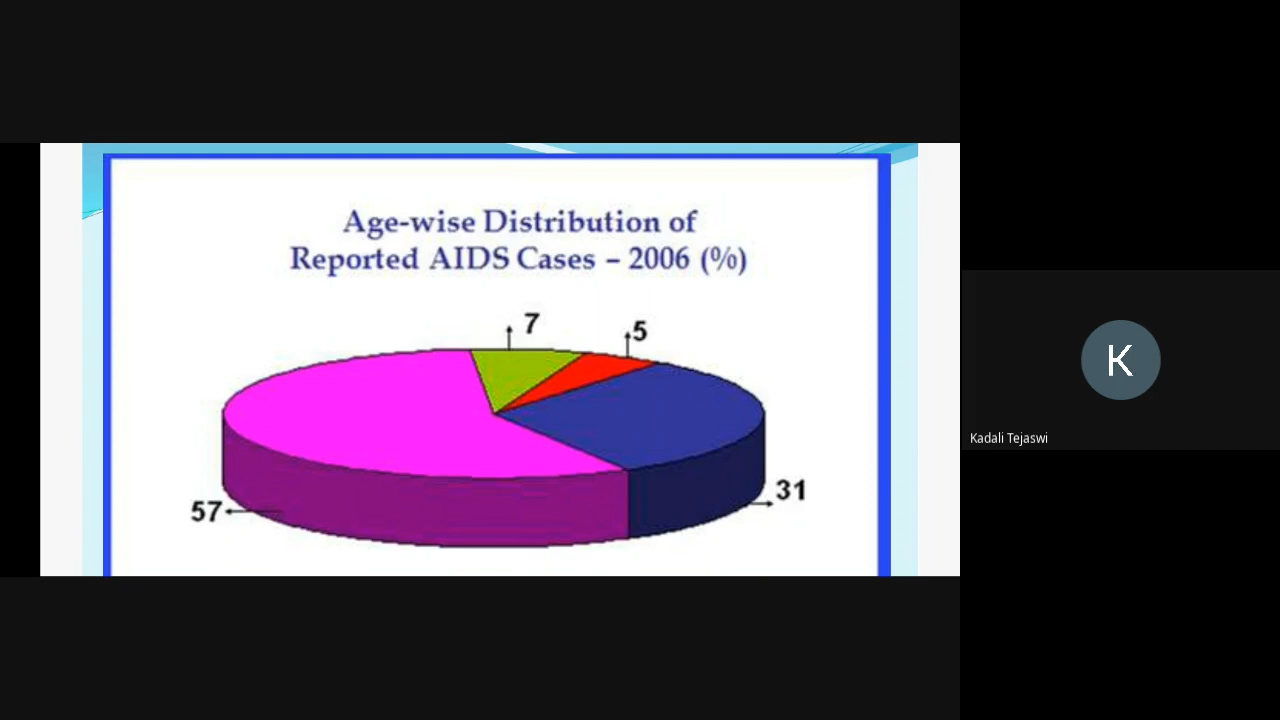 Age-wise Distribution of
Reported AIDS Cases – 2006 (%)
7
5
57
31
K
Kadali Tejaswi